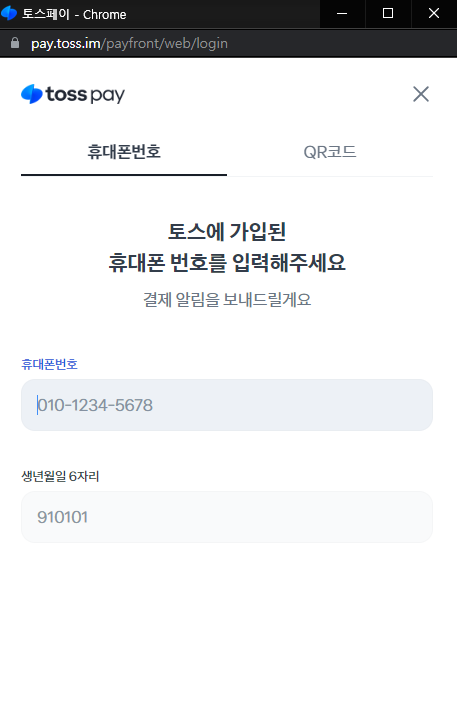 토스페이 - Chrome
pay.toss.im/payfront/web/login
toss pay
휴대폰번호 QR코드
토스에 가입된
휴대폰 번호를 입력해주세요
결제 알림을 보내드릴게요
휴대폰번호
010-1234-5678
생년월일 6자리
910101